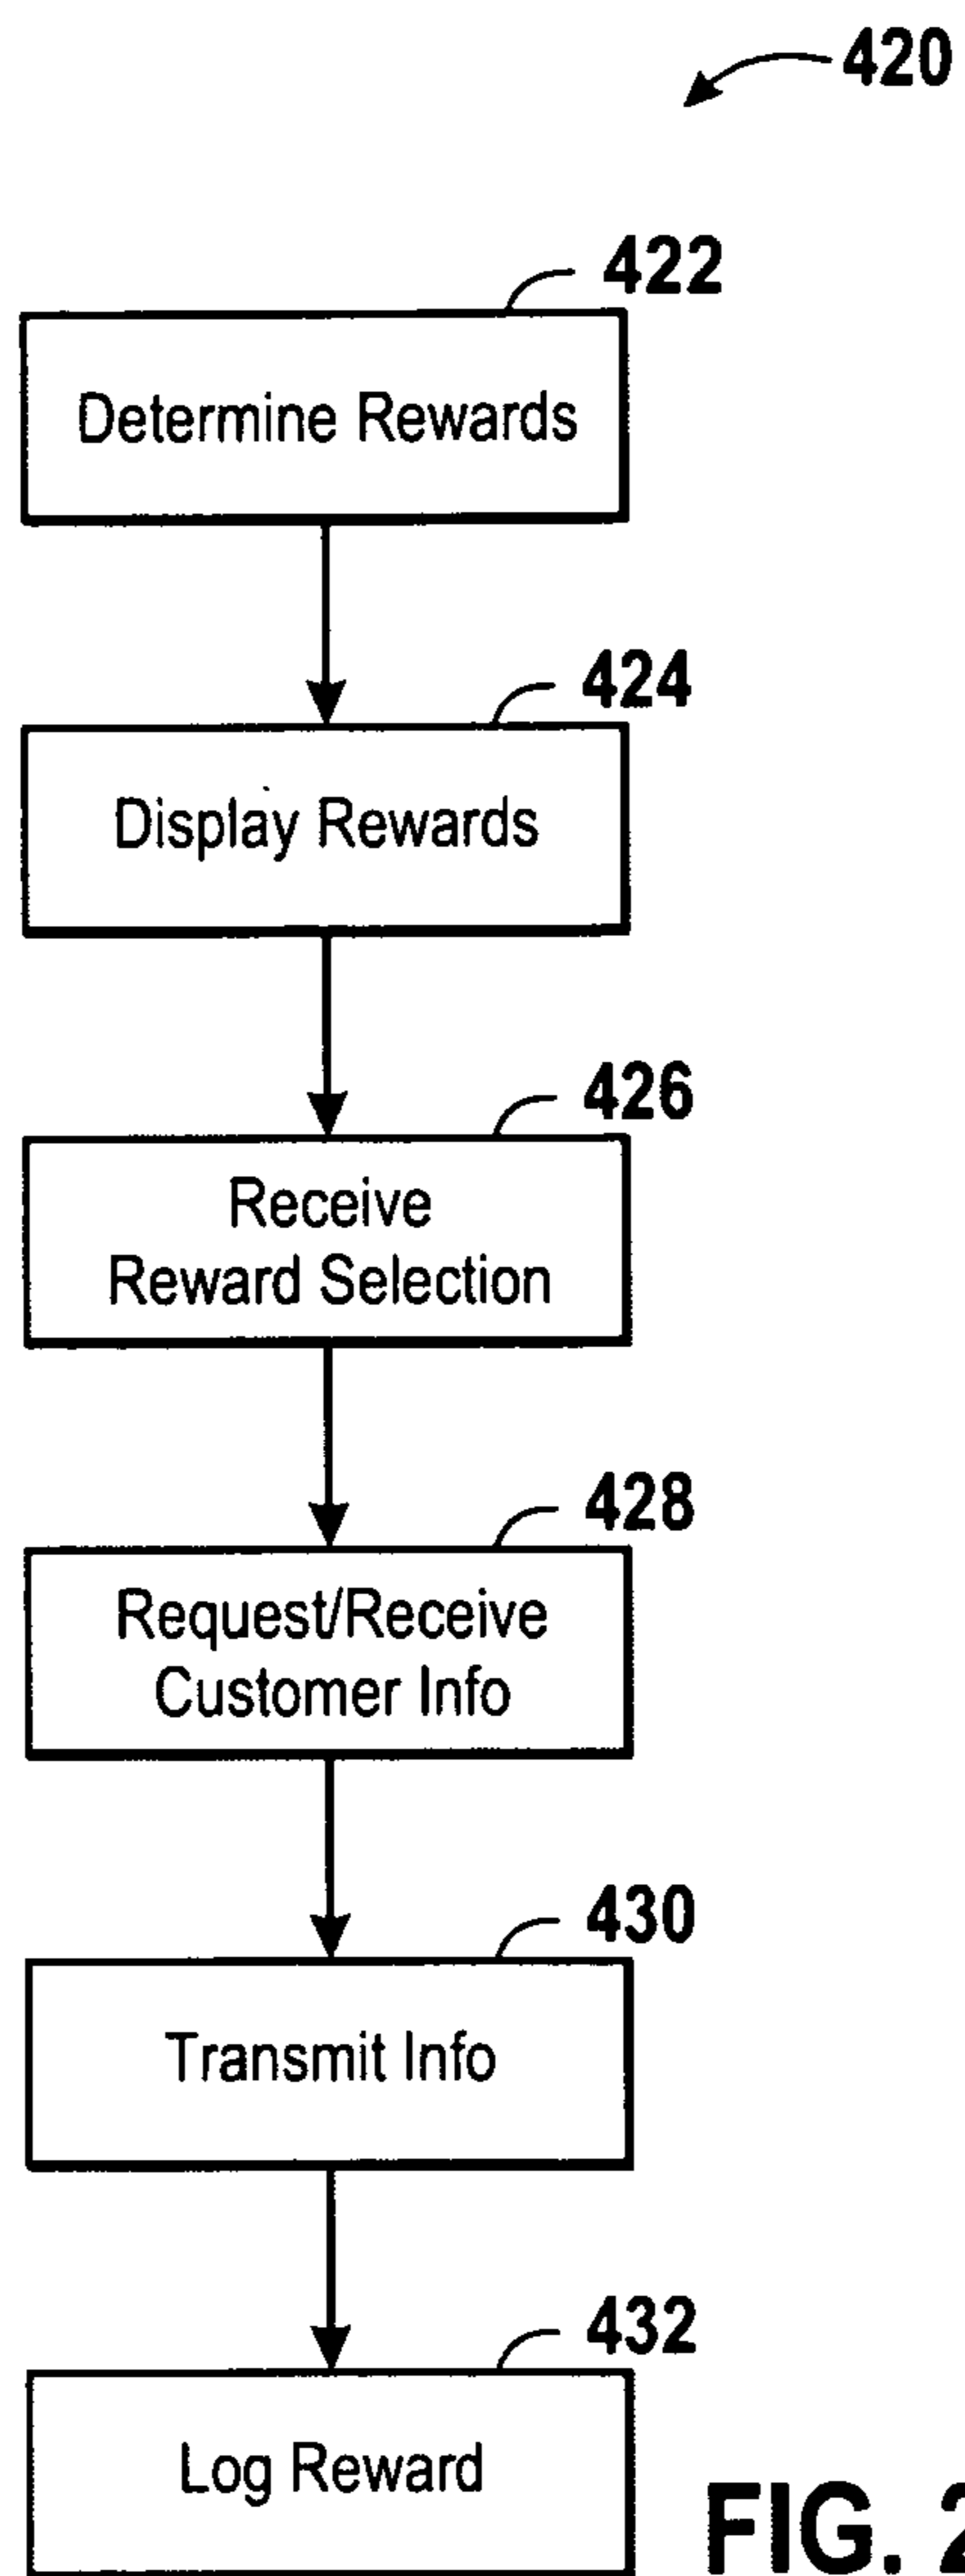 420
422
Determine Rewards
424
Display Rewards
426
Receive
Reward Selection
428
Request/Receive
Customer Info
430
Transmit Info
432
Log Reward
FIG.